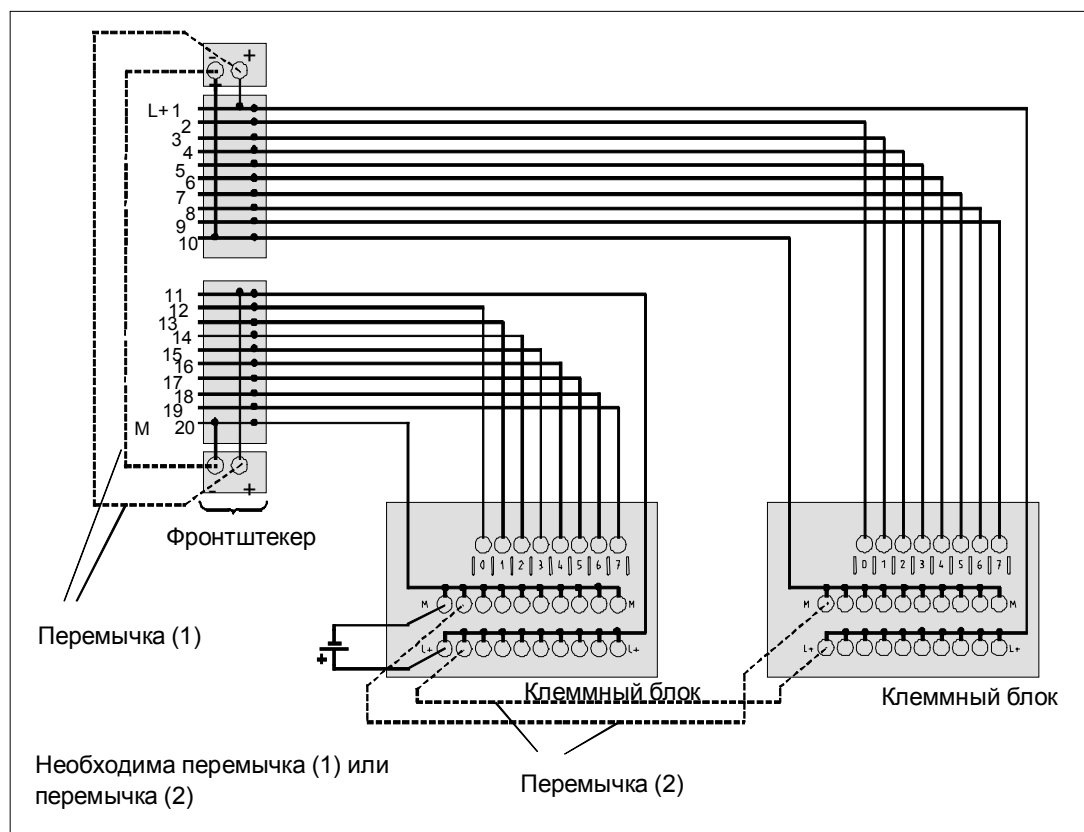 - +
L+ 1
2
3
4
5
6
7
8
9
10
11
12
13
14
15
16
17
18
19
M 20
- +
Фронтштекер
Перемычка (1)
0 1 2 3 4 5 6 7
M M
L+ L+
+
Клеммный блок
0 1 2 3 4 5 6 7
M M
L+ L+
Клеммный блок
Перемычка (2)
Необходима перемычка (1) или
перемычка (2)